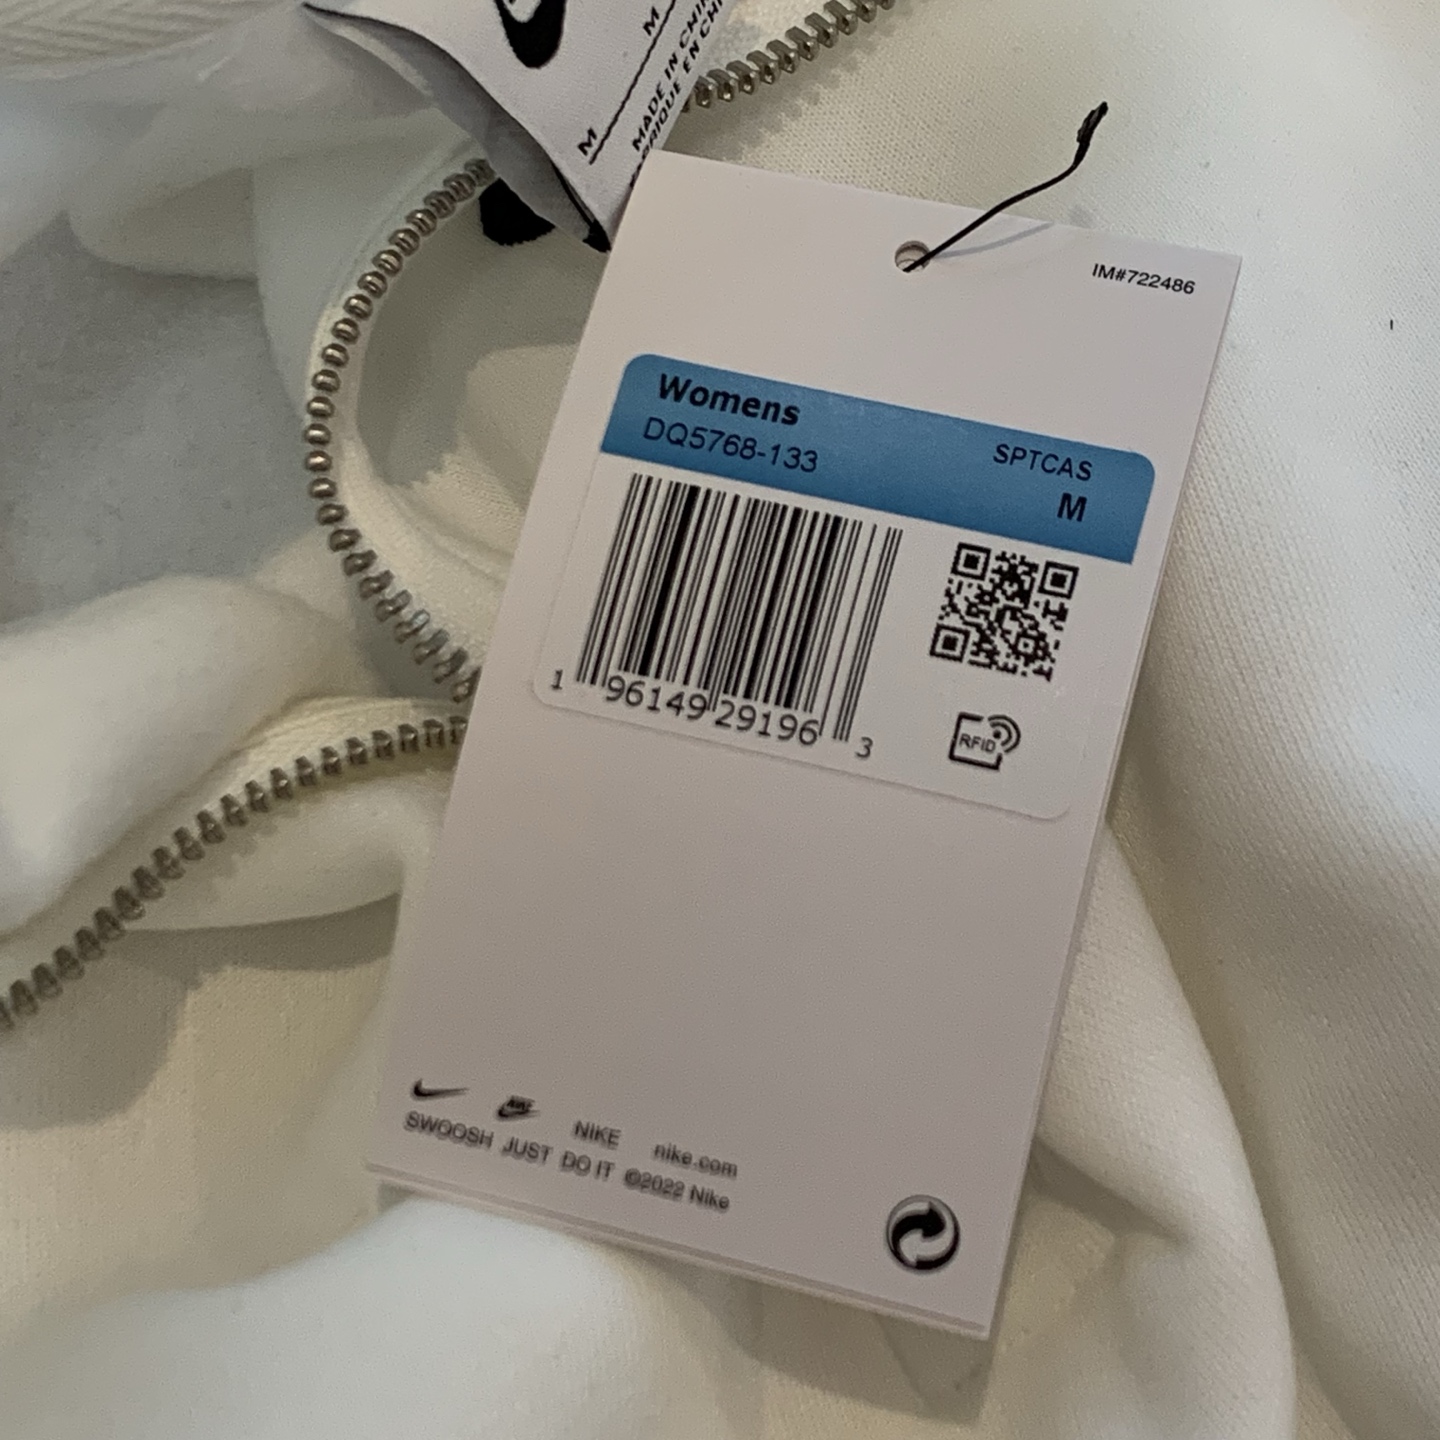 M
M
MADE IN CHIN
IM#722486
Womens
DQ5768-133
SPTCAS
M
1 96149 29196 3
RFID
NIKE nike.com
SWOOSH JUST DO IT ©2022 Nike